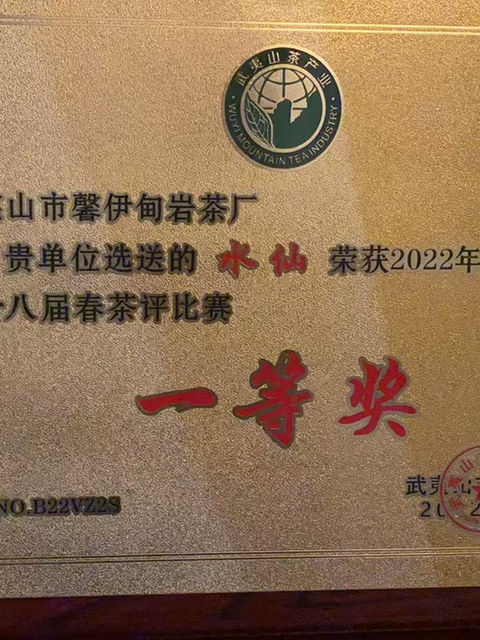 武夷山茶产业
WUYI MOUNTAIN TEA INDUSTRY
山市馨伊甸岩茶厂
贵单位选送的 水仙 荣获2022年
八届春茶评比赛
一等奖
NO.B22VZ2S
武夷山